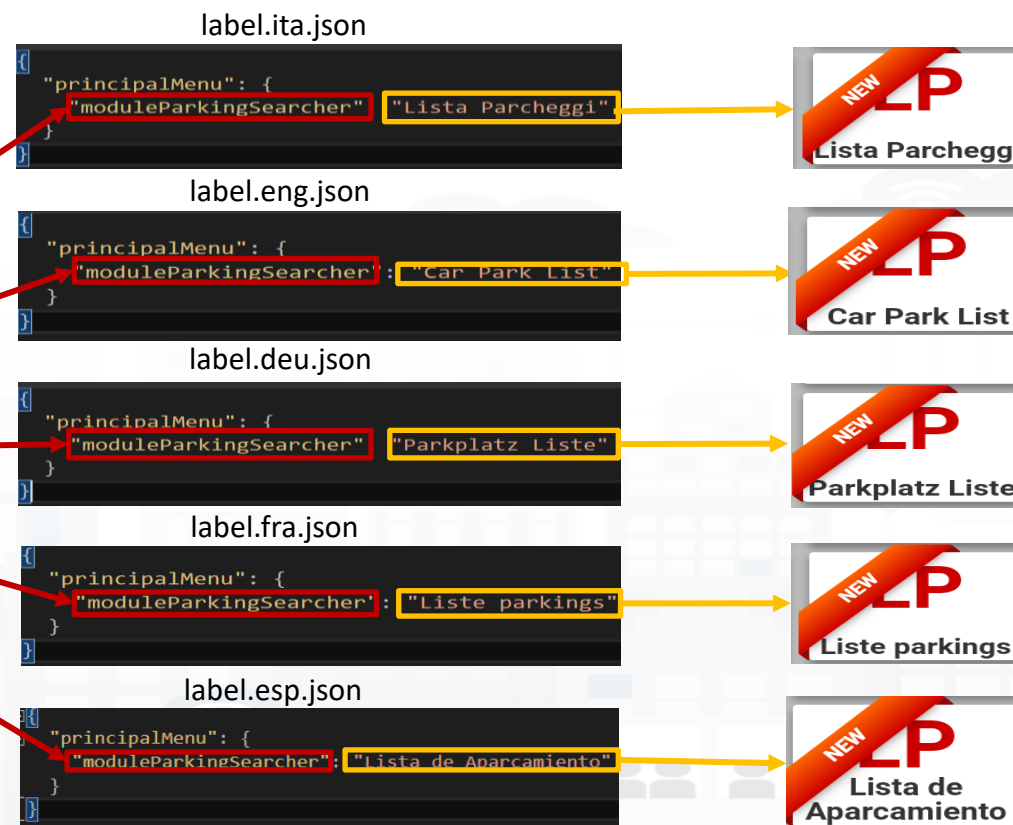 label.ita.json
{
"principalMenu": {
"moduleParkingSearcher" "Lista Parcheggi"
}
}
NEW
LP
Lista Parchegg
label.eng.json
{
"principalMenu": {
"moduleParkingSearcher": "Car Park List"
}
}
NEW
LP
Car Park List
label.deu.json
{
"principalMenu": {
"moduleParkingSearcher" "Parkplatz Liste"
}
}
NEW
LP
Parkplatz Liste
label.fra.json
{
"principalMenu": {
"moduleParkingSearcher": "Liste parkings"
}
}
NEW
LP
Liste parkings
label.esp.json
{
"principalMenu": {
"moduleParkingSearcher": "Lista de Aparcamiento"
}
}
NEW
LP
Lista de
Aparcamiento